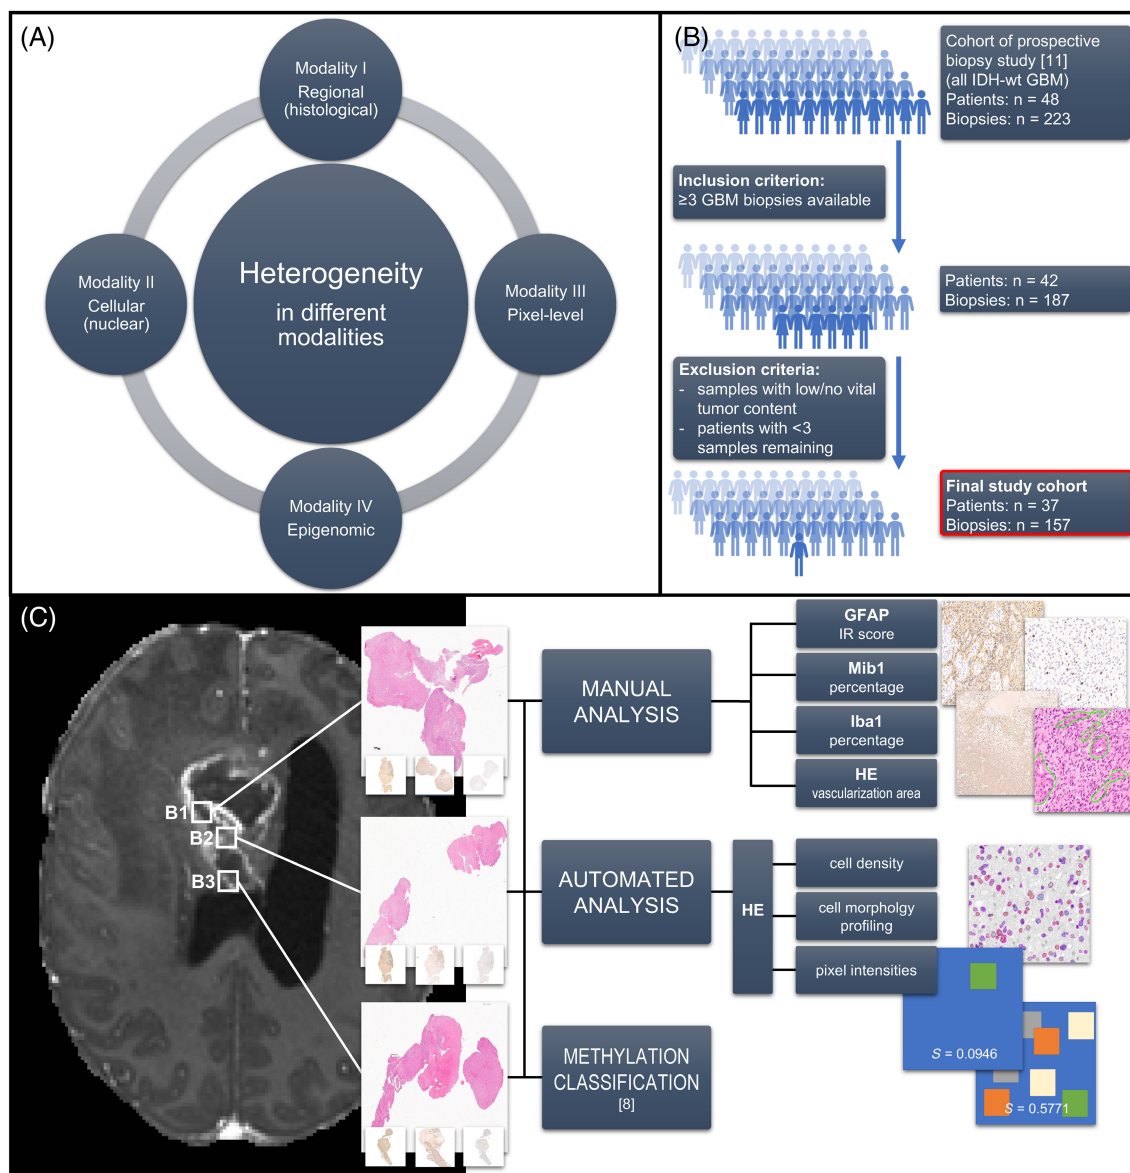 (A)
Modality I
Regional
(histological)
Modality II
Cellular
(nuclear)
Heterogeneity
in different
modalities
Modality III
Pixel-level
Modality IV
Epigenomic
(B)
Cohort of prospective
biopsy study [11]
(all IDH-wt GBM)
Patients: n = 48
Biopsies: n = 223
Inclusion criterion:
≥3 GBM biopsies available
Patients: n = 42
Biopsies: n = 187
Exclusion criteria:
- samples with low/no vital
tumor content
- patients with <3
samples remaining
Final study cohort
Patients: n = 37
Biopsies: n = 157
(C)
B1
B2
B3
MANUAL
ANALYSIS
GFAP
IR score
Mib1
percentage
Iba1
percentage
HE
vascularization area
AUTOMATED
ANALYSIS
HE
cell density
cell morpholgy
profiling
pixel intensities
S = 0.0946
S = 0.5771
METHYLATION
CLASSIFICATION
[8]